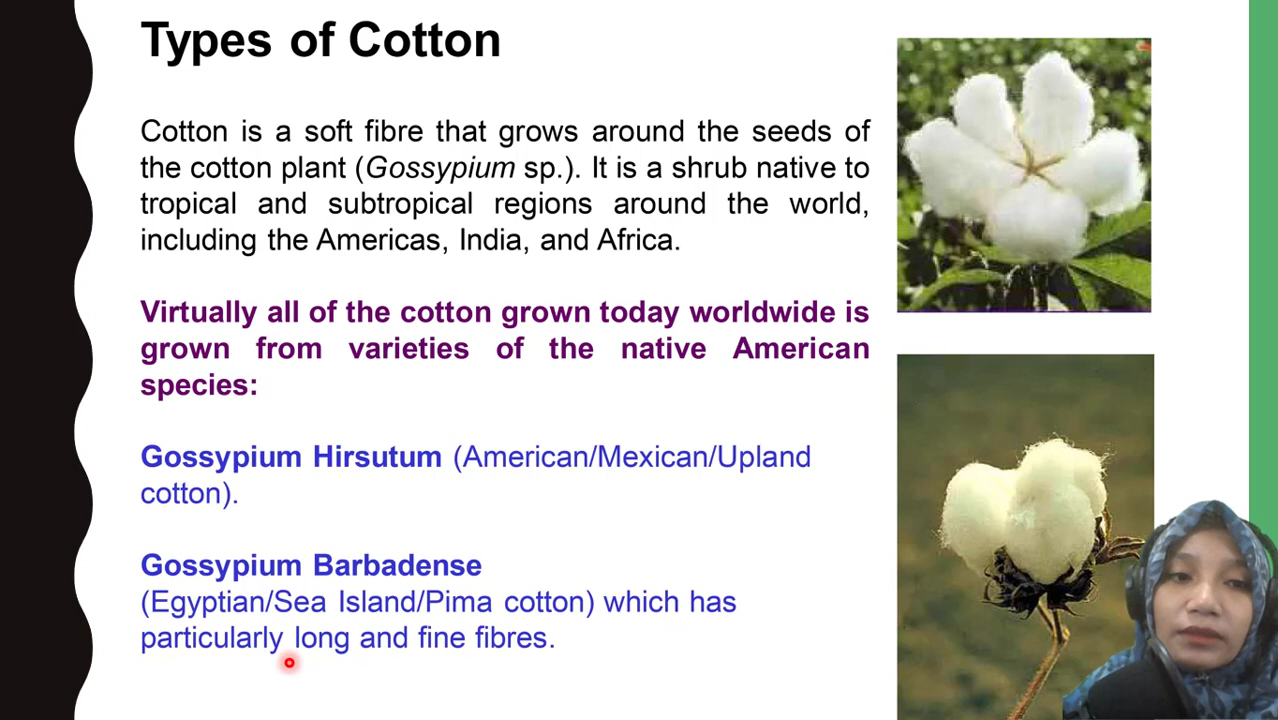 Types of Cotton
Cotton is a soft fibre that grows around the seeds of
the cotton plant (Gossypium sp.). It is a shrub native to
tropical and subtropical regions around the world,
including the Americas, India, and Africa.
Virtually all of the cotton grown today worldwide is
grown from varieties of the native American
species:
Gossypium Hirsutum (American/Mexican/Upland
cotton).
Gossypium Barbadense
(Egyptian/Sea Island/Pima cotton) which has
particularly long and fine fibres.